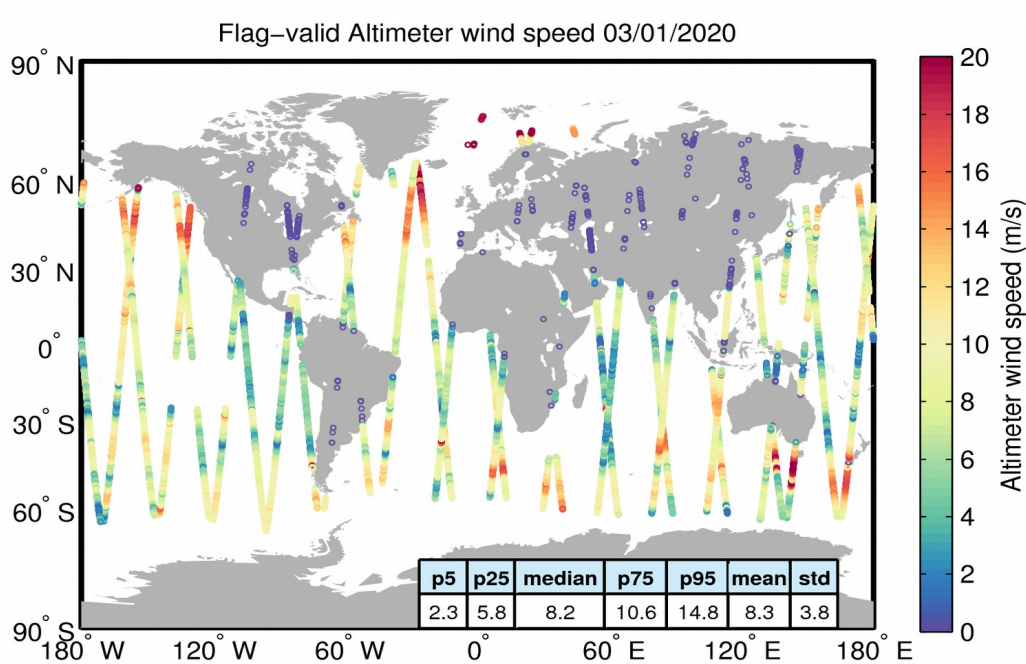 Flag−valid Altimeter wind speed 03/01/2020
90° N
60° N
30° N
0°
30° S
60° S
90° S
180° W
120° W
60° W
0°
60° E
120° E
180° E
p5 p25 median p75 p95 mean std
2.3 5.8 8.2 10.6 14.8 8.3 3.8
20
18
16
14
12
10
8
6
4
2
0
Altimeter wind speed (m/s)